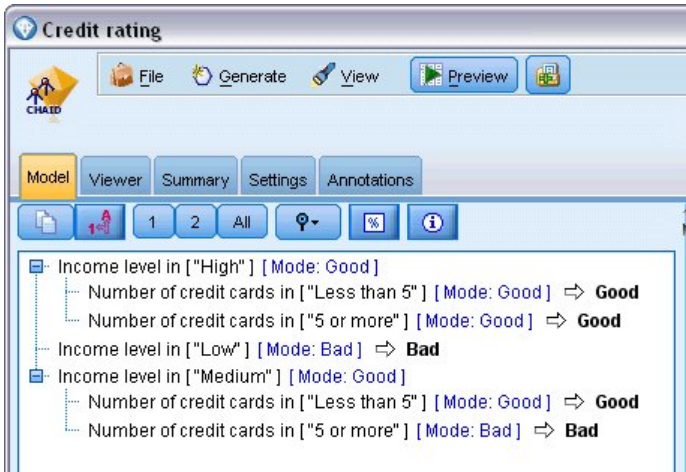 Credit rating
CHAID
File Generate View Preview
Model Viewer Summary Settings Annotations
1 2 All %
Income level in ["High"] [Mode: Good]
Number of credit cards in ["Less than 5"] [Mode: Good] ⇨ Good
Number of credit cards in ["5 or more"] [Mode: Good] ⇨ Good
Income level in ["Low"] [Mode: Bad] ⇨ Bad
Income level in ["Medium"] [Mode: Good]
Number of credit cards in ["Less than 5"] [Mode: Good] ⇨ Good
Number of credit cards in ["5 or more"] [Mode: Bad] ⇨ Bad